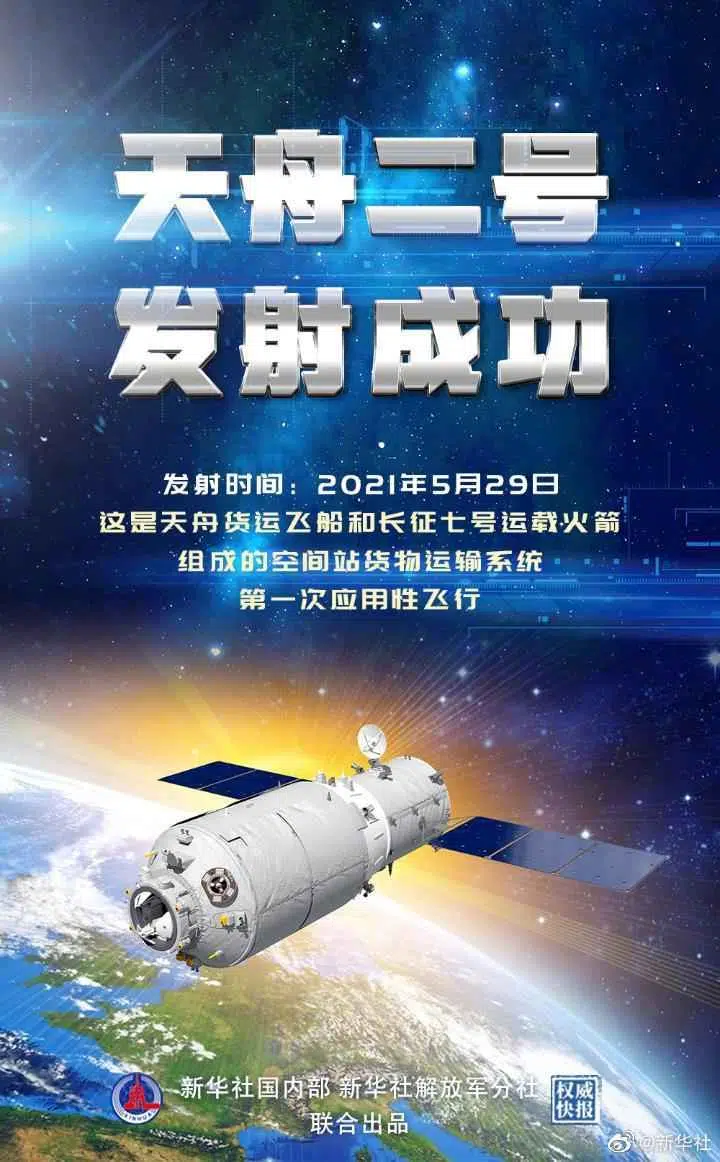 天舟二号
发射成功
发射时间：2021年5月29日
这是天舟货运飞船和长征七号运载火箭
组成的空间站货物运输系统
第一次应用性飞行
新华社国内部 新华社解放军分社
联合出品
XINHUA
权威
快报
@新华社